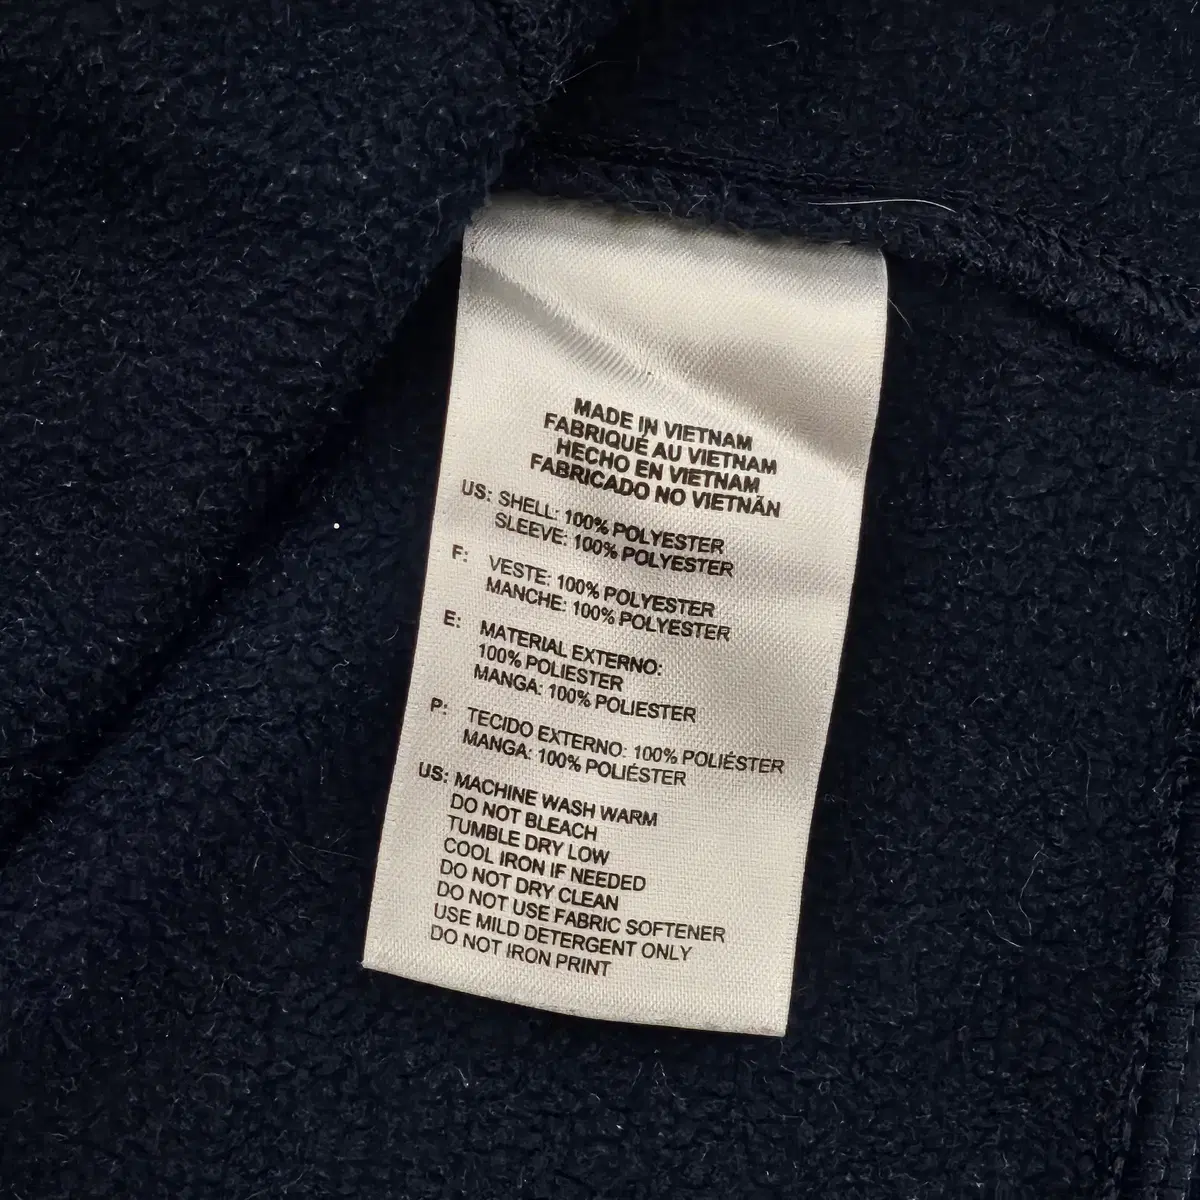 MADE IN VIETNAM
FABRIQUÉ AU VIETNAM
HECHO EN VIETNAM
FABRICADO NO VIETNÃN
US: SHELL: 100% POLYESTER
SLEEVE: 100% POLYESTER
F: VESTE: 100% POLYESTER
MANCHE: 100% POLYESTER
E: MATERIAL EXTERNO:
100% POLIESTER
MANGA: 100% POLIESTER
P: TECIDO EXTERNO: 100% POLIÉSTER
MANGA: 100% POLIÉSTER
US: MACHINE WASH WARM
DO NOT BLEACH
TUMBLE DRY LOW
COOL IRON IF NEEDED
DO NOT DRY CLEAN
DO NOT USE FABRIC SOFTENER
USE MILD DETERGENT ONLY
DO NOT IRON PRINT